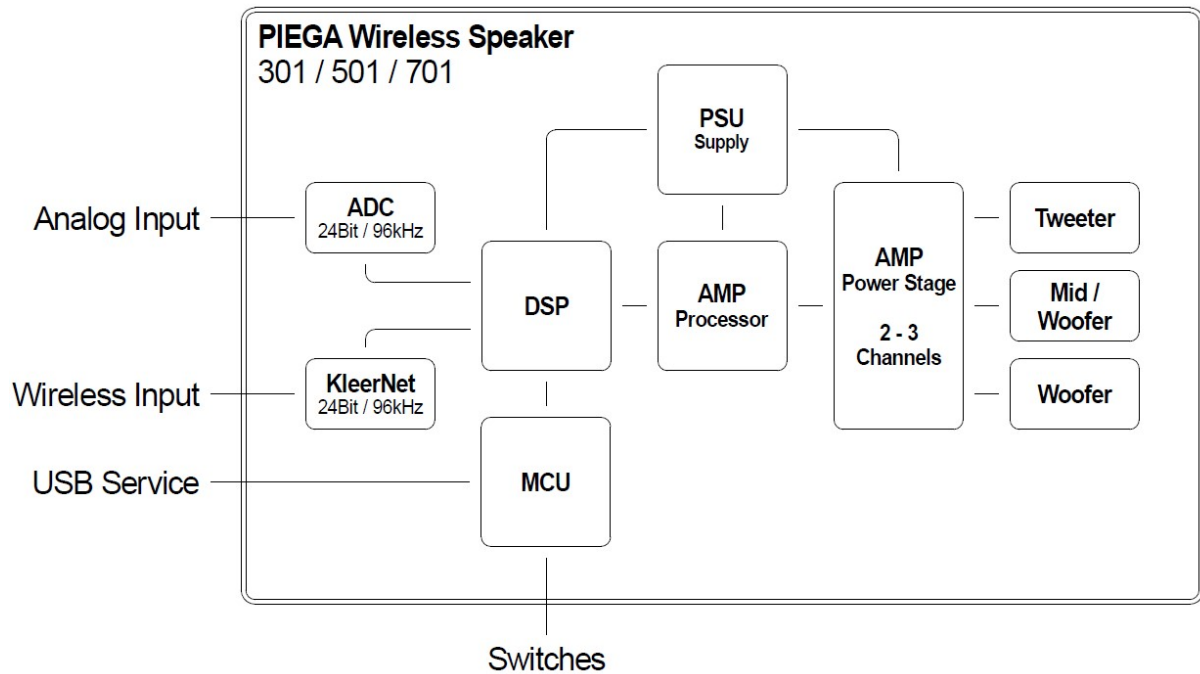 PIEGA Wireless Speaker
301 / 501 / 701
PSU
Supply
Analog Input
ADC
24Bit / 96kHz
DSP
AMP
Processor
AMP
Power Stage
2 - 3
Channels
Tweeter
Mid /
Woofer
Woofer
Wireless Input
KleerNet
24Bit / 96kHz
USB Service
MCU
Switches